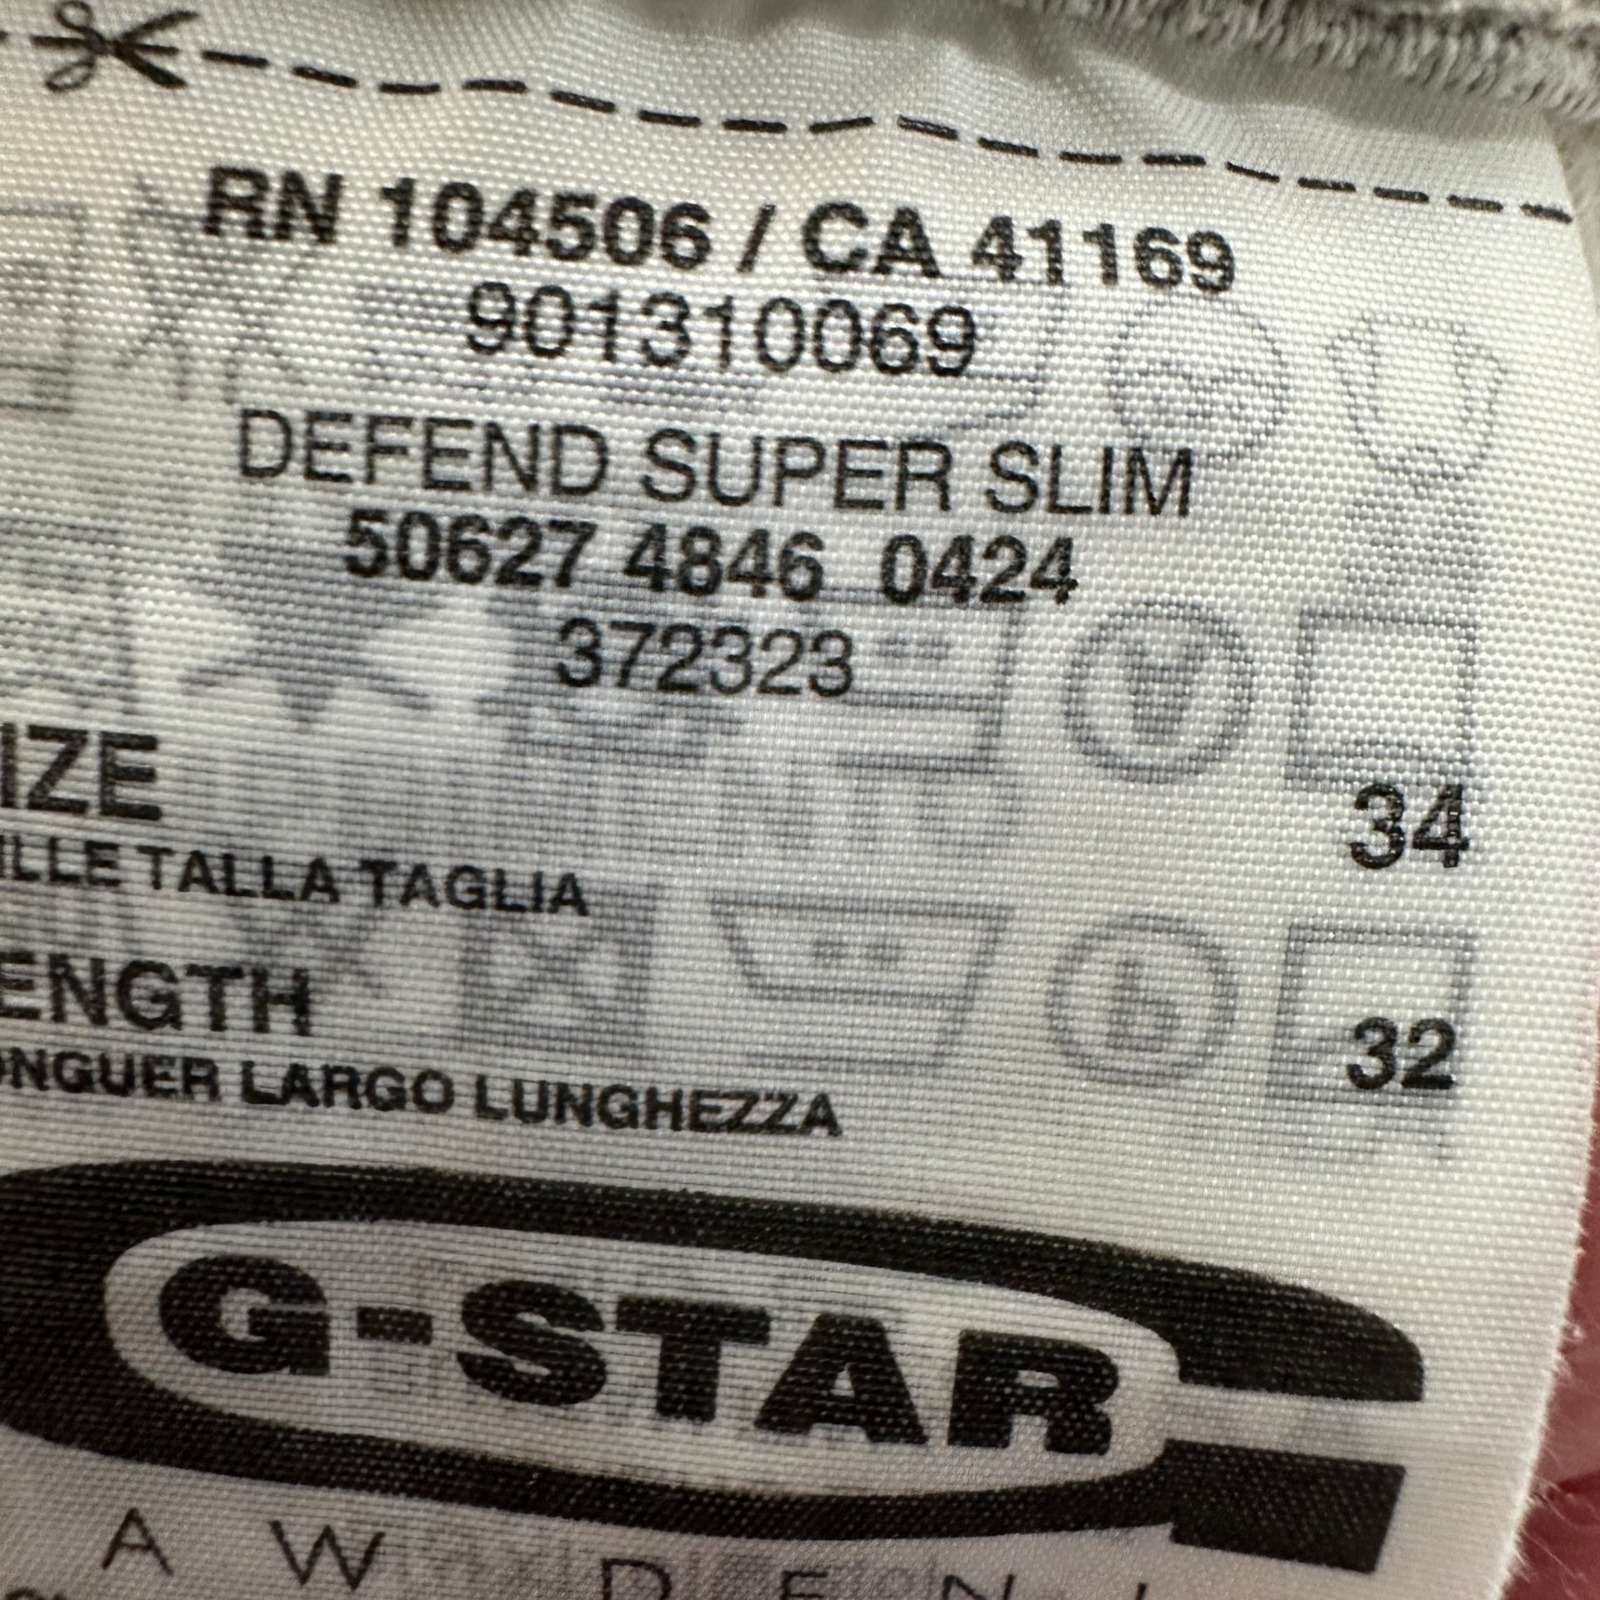 RN 104506 / CA 41169
901310069
DEFEND SUPER SLIM
50627 4846 0424
372323
IZE 34
ILLE TALLA TAGLIA
ENGTH 32
ONGUER LARGO LUNGHEZZA
G-STAR
A W D E N I